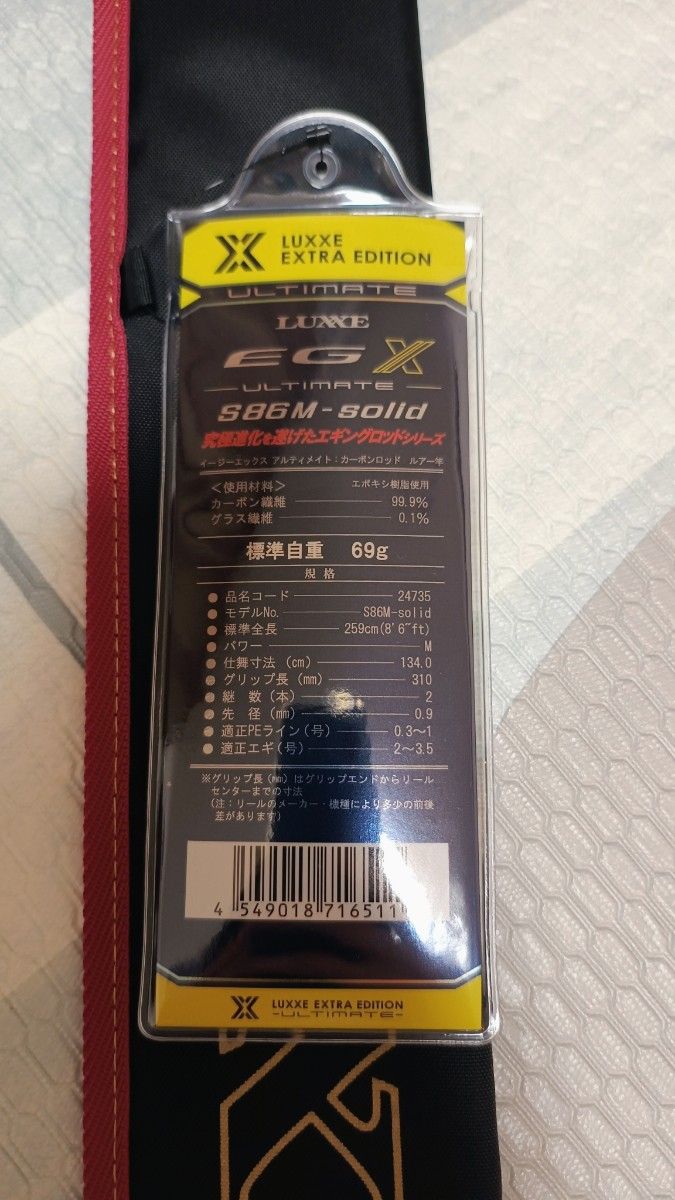 LUXXE
EXTRA EDITION
ULTIMATE
LUXXE
EG X
ULTIMATE
S86M-solid
究極進化を遂げたエギングロッドシリーズ
イージーエックス アルティメイト：カーボンロッド ルアー竿
＜使用材料＞ エポキシ樹脂使用
カーボン繊維 99.9%
グラス繊維 0.1%
標準自重 69g
規格
● 品名コード 24735
● モデルNo. S86M-solid
● 標準全長 259cm(8'6"ft)
● パワー M
● 仕舞寸法 (cm) 134.0
● グリップ長 (mm) 310
● 継 数(本) 2
● 先 径(mm) 0.9
● 適正PEライン(号) 0.3〜1
● 適正エギ(号) 2〜3.5
※グリップ長(mm)はグリップエンドからリール
センターまでの寸法
(注：リールのメーカー・機種により多少の前後
差があります)
4 549018 716511
LUXXE EXTRA EDITION
-ULTIMATE-